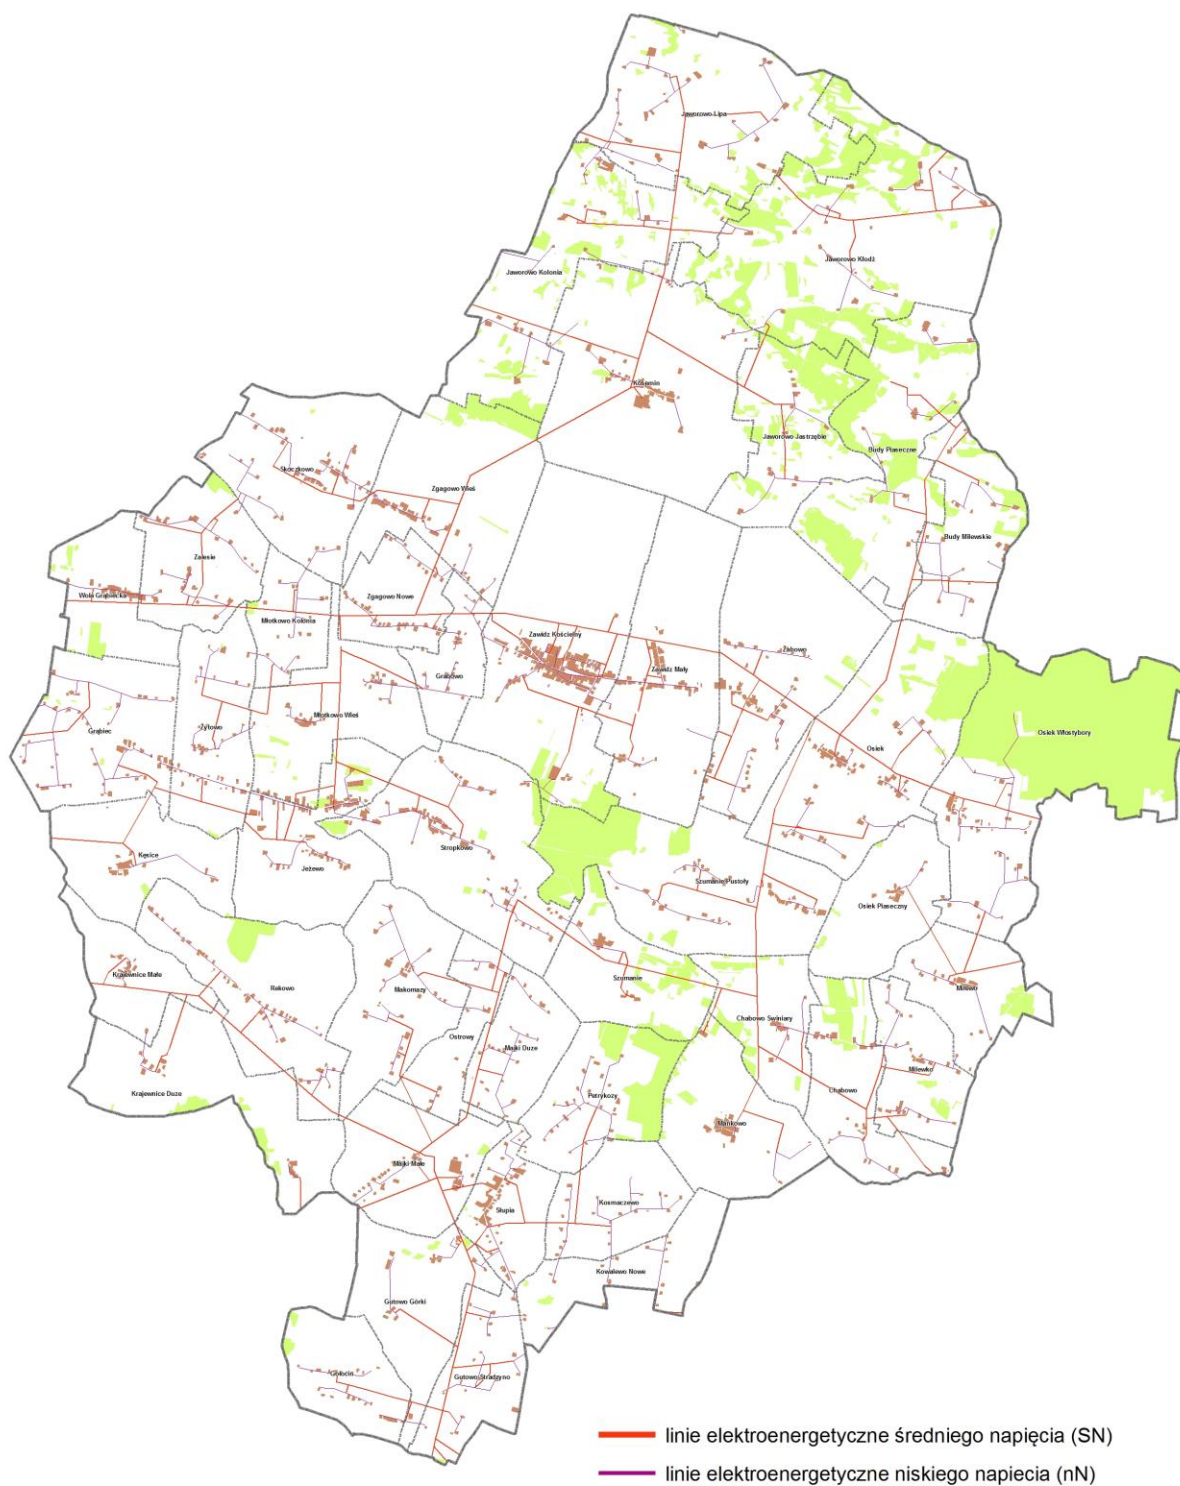 Jaworowo Lipa
Jaworowo Kłódź
Jaworowo Kolonia
Kosemin
Jaworowo Jastrząbie
Budy Piaseczne
Skoczkowo
Zgagowo Wieś
Budy Milewskie
Zalesie
Wola Grąbiecka
Zgagowo Nowe
Młotkowo Kolonia
Zawidz Kościelny
Zawidz Mały
Żabowo
Grabowo
Młotkowo Wieś
Żytowo
Grąbiec
Osiek
Osiek Włostybory
Stropkowo
Kęsice
Jeżewo
Szumanie Pustoły
Osiek Piaseczny
Krajewnice Małe
Rekowo
Makomazy
Szumanie
Milewo
Chabowo Świniary
Ostrowy
Majki Duże
Milewko
Krajewnice Duże
Petrykozy
Chabowo
Mańkowo
Majki Małe
Słupia
Kosmaczewo
Kowalewo Nowe
Gutowo Górki
Gołocin
Gutowo Stradzyno
linie elektroenergetyczne średniego napięcia (SN)
linie elektroenergetyczne niskiego napiecia (nN)